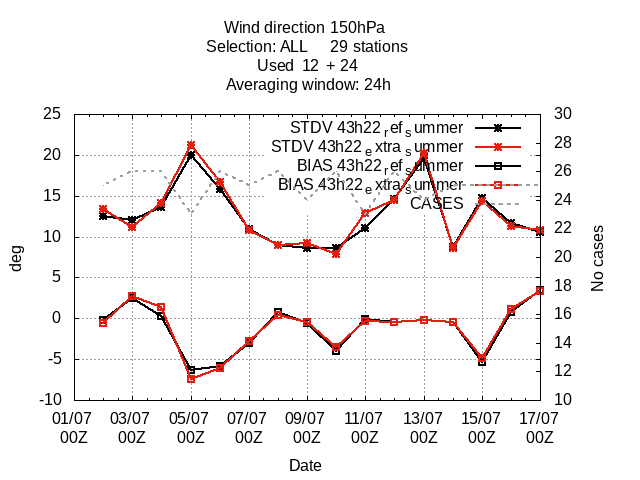 Wind direction 150hPa
Selection: ALL 29 stations
Used 12 + 24
Averaging window: 24h
STDV 43h22_ref_summer
STDV 43h22_extra_summer
BIAS 43h22_ref_summer
BIAS 43h22_extra_summer
CASES
25
20
15
10
5
0
-5
-10
deg
30
28
26
24
22
20
18
16
14
12
10
No cases
01/07 03/07 05/07 07/07 09/07 11/07 13/07 15/07 17/07
00Z 00Z 00Z 00Z 00Z 00Z 00Z 00Z 00Z
Date